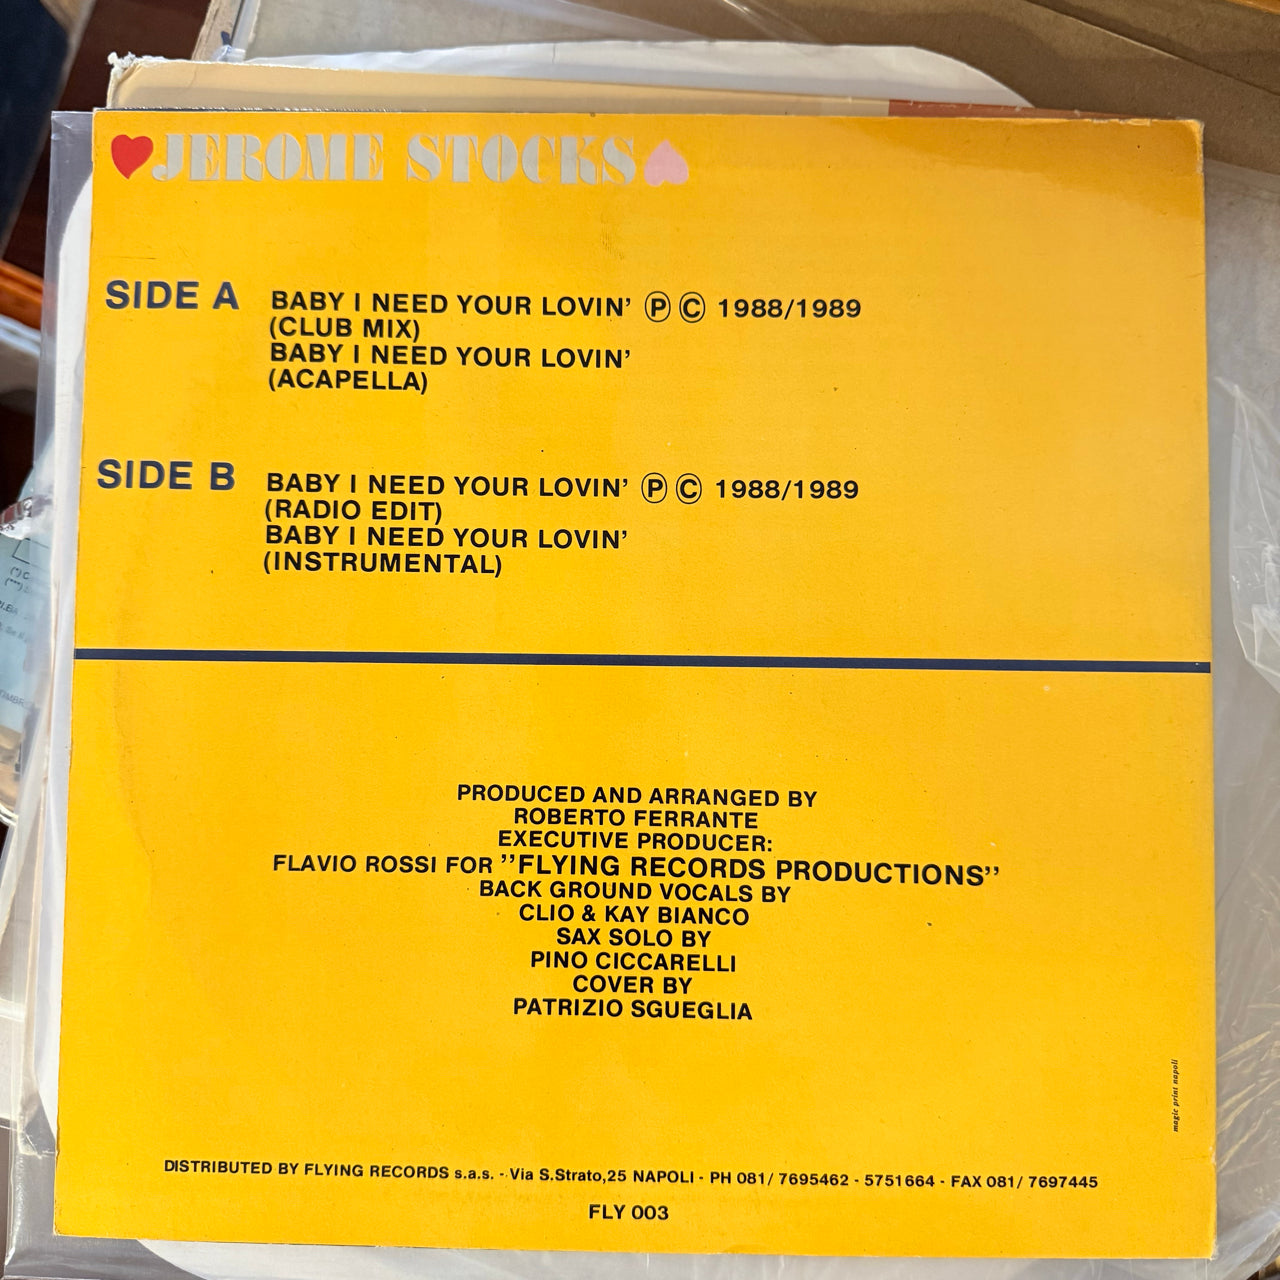 JEROME STOCKS
SIDE A
BABY I NEED YOUR LOVIN' Ⓟ Ⓒ 1988/1989
(CLUB MIX)
BABY I NEED YOUR LOVIN'
(ACAPELLA)
SIDE B
BABY I NEED YOUR LOVIN' Ⓟ Ⓒ 1988/1989
(RADIO EDIT)
BABY I NEED YOUR LOVIN'
(INSTRUMENTAL)
PRODUCED AND ARRANGED BY
ROBERTO FERRANTE
EXECUTIVE PRODUCER:
FLAVIO ROSSI FOR ''FLYING RECORDS PRODUCTIONS''
BACK GROUND VOCALS BY
CLIO & KAY BIANCO
SAX SOLO BY
PINO CICCARELLI
COVER BY
PATRIZIO SGUEGLIA
magic print napoli
DISTRIBUTED BY FLYING RECORDS s.a.s. - Via S.Strato,25 NAPOLI - PH 081/ 7695462 - 5751664 - FAX 081/ 7697445
FLY 003